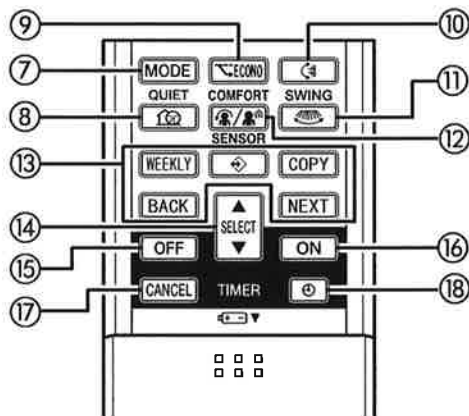 ⑨ ⑩
⑦ MODE ECONO
QUIET COMFORT SWING ⑪
⑧ / ⑫
SENSOR
⑬ WEEKLY COPY
BACK NEXT
⑭ SELECT
⑮ OFF ON ⑯
⑰ CANCEL TIMER ⑱
+ -